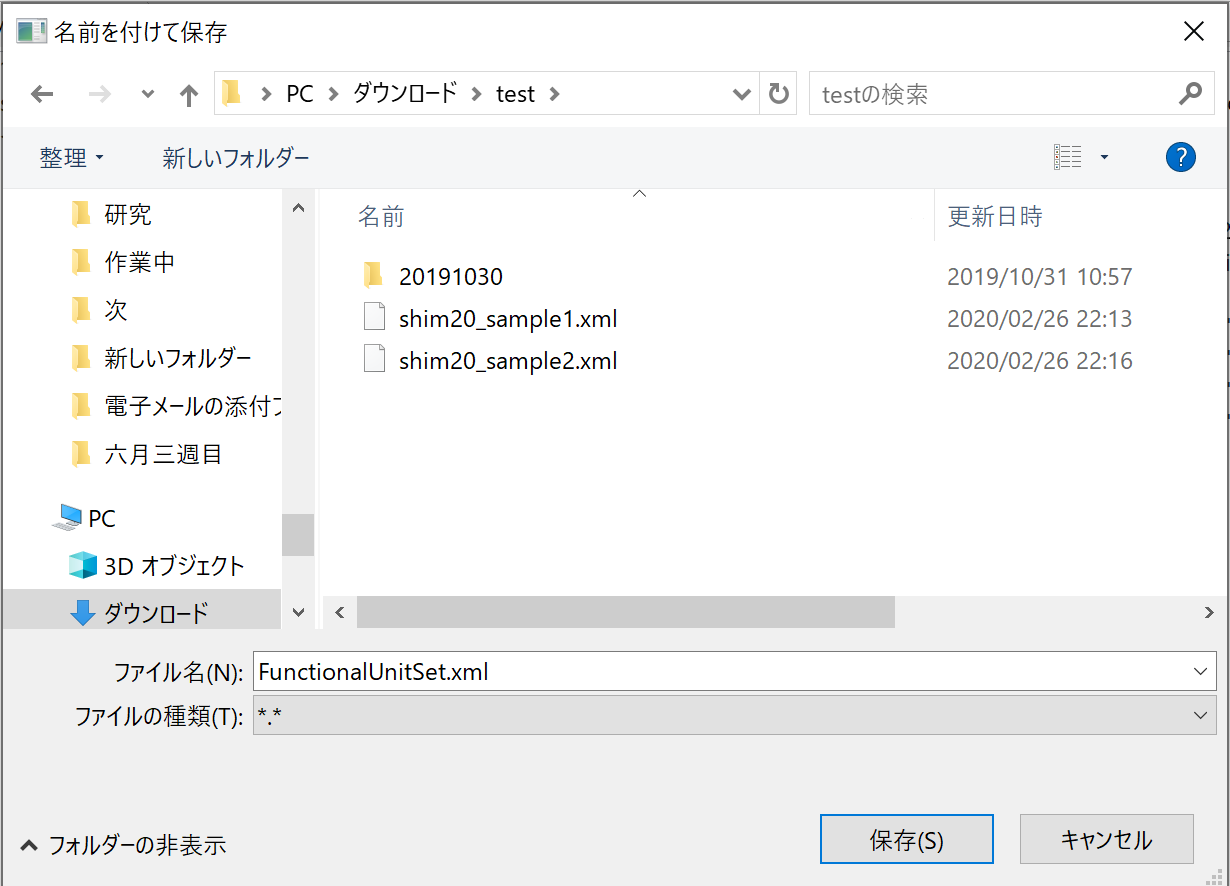 名前を付けて保存
PC ダウンロード test
testの検索
整理 新しいフォルダー
?
研究
作業中
次
新しいフォルダー
電子メールの添付フ
六月三週目
PC
3D オブジェクト
ダウンロード
名前 更新日時
20191030 2019/10/31 10:57
shim20_sample1.xml 2020/02/26 22:13
shim20_sample2.xml 2020/02/26 22:16
ファイル名(N): FunctionalUnitSet.xml
ファイルの種類(T): *.*
フォルダーの非表示
保存(S) キャンセル